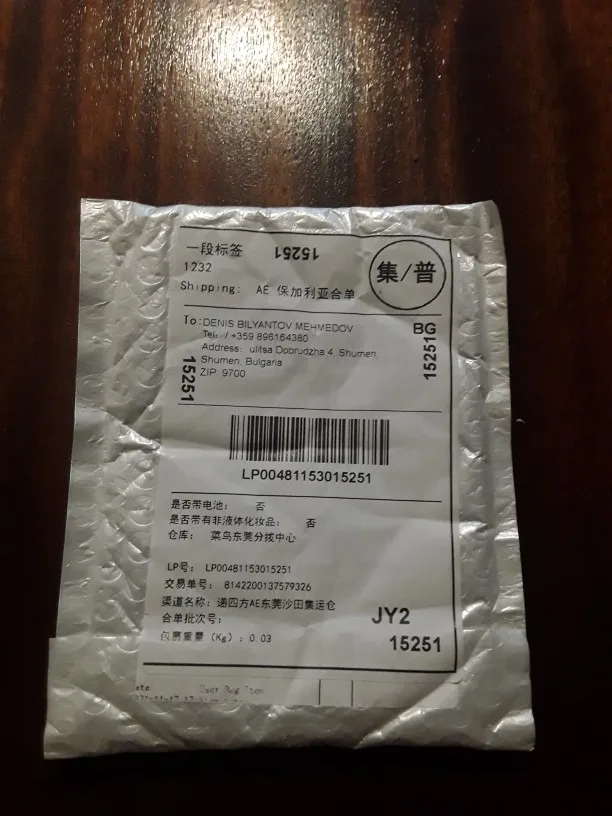 一段标签
15251
1232
集/普
Shipping: AE 保加利亚合单
To: DENIS BILYANTOV MEHMEDOV
BG
Tel: / +359 896164380
Address: ulitsa Dobrudzha 4, Shumen,
Shumen, Bulgaria
ZIP: 9700
15251
15251
LP00481153015251
是否带电池: 否
是否带有非液体化妆品: 否
仓库: 菜鸟东莞分拨中心
LP号: LP00481153015251
交易单号: 8142200137579326
渠道名称: 递四方AE东莞沙田集运仓
合单批次号:
JY2
包裹重量 (Kg): 0.03
15251